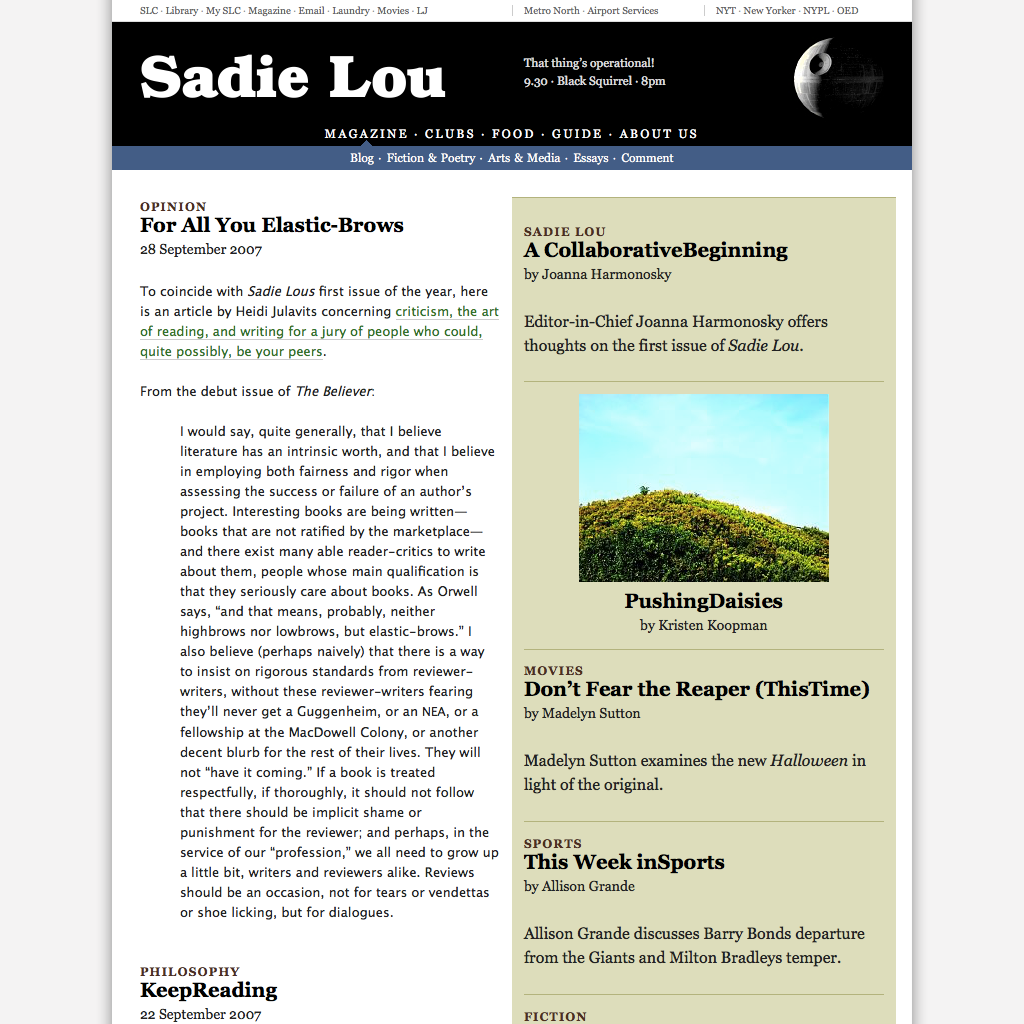 SLC · Library · My SLC · Magazine · Email · Laundry · Movies · LJ
Metro North · Airport Services
NYT · New Yorker · NYPL · OED
Sadie Lou
That thing's operational!
9.30 · Black Squirrel · 8pm
MAGAZINE · CLUBS · FOOD · GUIDE · ABOUT US
Blog · Fiction & Poetry · Arts & Media · Essays · Comment
OPINION
For All You Elastic-Brows
28 September 2007
To coincide with Sadie Lous first issue of the year, here
is an article by Heidi Julavits concerning criticism, the art
of reading, and writing for a jury of people who could,
quite possibly, be your peers.
From the debut issue of The Believer:
I would say, quite generally, that I believe
literature has an intrinsic worth, and that I believe
in employing both fairness and rigor when
assessing the success or failure of an author's
project. Interesting books are being written—
books that are not ratified by the marketplace—
and there exist many able reader-critics to write
about them, people whose main qualification is
that they seriously care about books. As Orwell
says, “and that means, probably, neither
highbrows nor lowbrows, but elastic-brows.” I
also believe (perhaps naively) that there is a way
to insist on rigorous standards from reviewer-
writers, without these reviewer-writers fearing
they’ll never get a Guggenheim, or an NEA, or a
fellowship at the MacDowell Colony, or another
decent blurb for the rest of their lives. They will
not “have it coming.” If a book is treated
respectfully, if thoroughly, it should not follow
that there should be implicit shame or
punishment for the reviewer; and perhaps, in the
service of our “profession,” we all need to grow up
a little bit, writers and reviewers alike. Reviews
should be an occasion, not for tears or vendettas
or shoe licking, but for dialogues.
PHILOSOPHY
KeepReading
22 September 2007
SADIE LOU
A CollaborativeBeginning
by Joanna Harmonosky
Editor-in-Chief Joanna Harmonosky offers
thoughts on the first issue of Sadie Lou.
PushingDaisies
by Kristen Koopman
MOVIES
Don’t Fear the Reaper (ThisTime)
by Madelyn Sutton
Madelyn Sutton examines the new Halloween in
light of the original.
SPORTS
This Week inSports
by Allison Grande
Allison Grande discusses Barry Bonds departure
from the Giants and Milton Bradleys temper.
FICTION